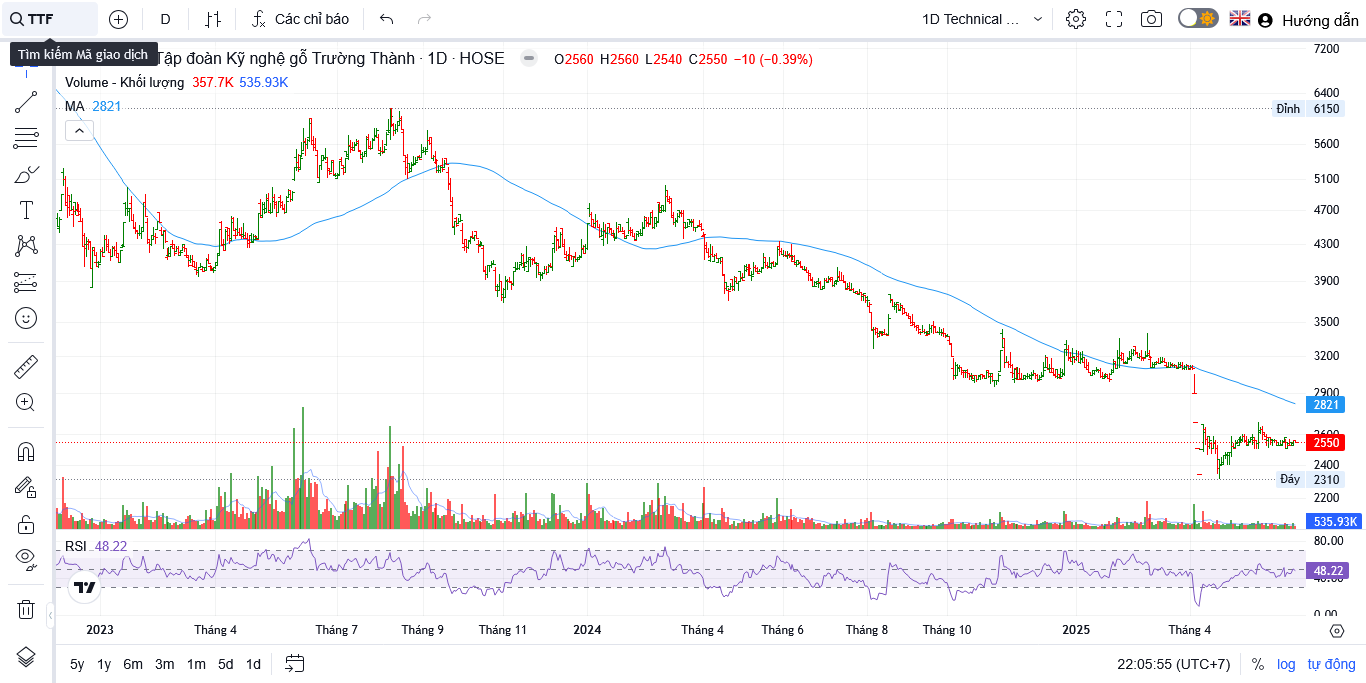 TTF
D
Các chỉ báo
1D Technical ...
Hướng dẫn
Tìm kiếm Mã giao dịch
Tập đoàn Kỹ nghệ gỗ Trường Thành · 1D · HOSE
O2560 H2560 L2540 C2550 −10 (−0.39%)
Volume - Khối lượng 357.7K 535.93K
MA 2821
7200
6400
Đỉnh 6150
5600
5100
4700
4300
3900
3500
3200
2900
2821
2600
2550
2400
Đáy 2310
2200
535.93K
RSI 48.22
80.00
48.22
40.00
0.00
2023 Tháng 4 Tháng 7 Tháng 9 Tháng 11 2024 Tháng 4 Tháng 6 Tháng 8 Tháng 10 2025 Tháng 4
5y 1y 6m 3m 1m 5d 1d
22:05:55 (UTC+7) % log tự động